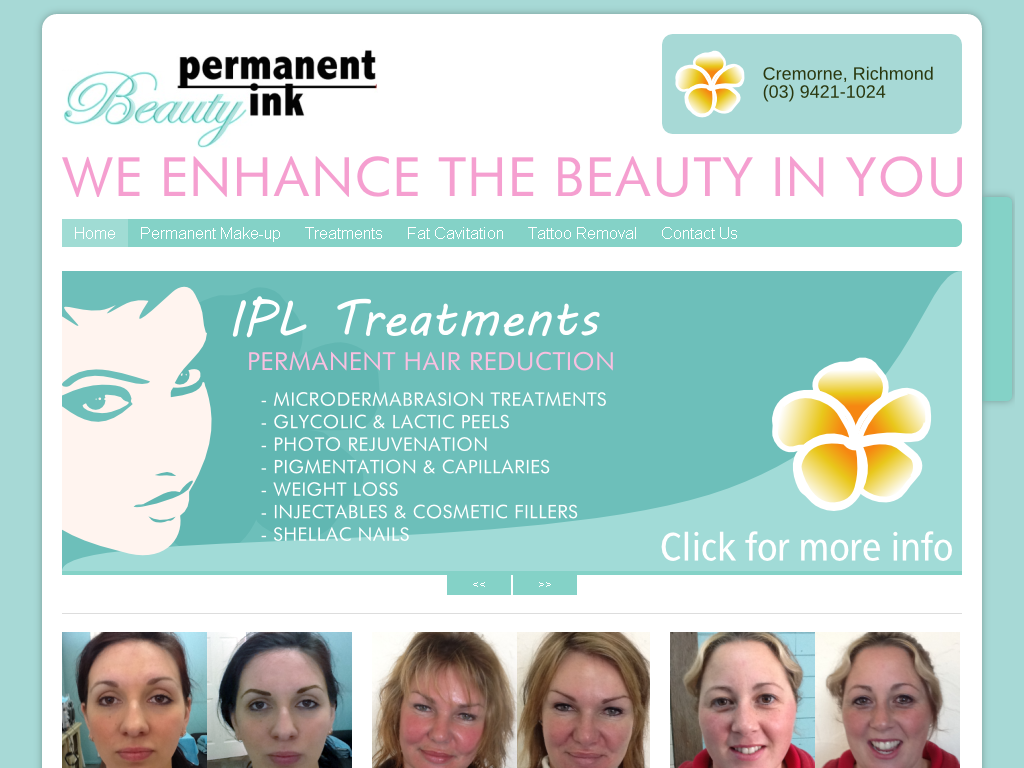 permanent
Beauty ink
Cremorne, Richmond
(03) 9421-1024
WE ENHANCE THE BEAUTY IN YOU
Home Permanent Make-up Treatments Fat Cavitation Tattoo Removal Contact Us
IPL Treatments
PERMANENT HAIR REDUCTION
- MICRODERMABRASION TREATMENTS
- GLYCOLIC & LACTIC PEELS
- PHOTO REJUVENATION
- PIGMENTATION & CAPILLARIES
- WEIGHT LOSS
- INJECTABLES & COSMETIC FILLERS
- SHELLAC NAILS
Click for more info
<< >>